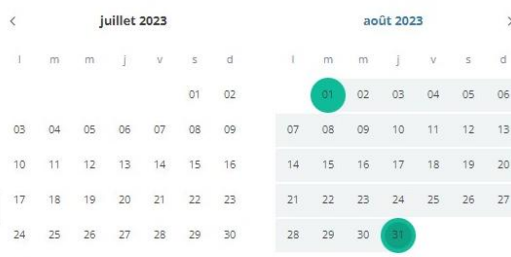 < juillet 2023 août 2023 >
l m m j v s d l m m j v s d
01 02 01 02 03 04 05 06
03 04 05 06 07 08 09 07 08 09 10 11 12 13
10 11 12 13 14 15 16 14 15 16 17 18 19 20
17 18 19 20 21 22 23 21 22 23 24 25 26 27
24 25 26 27 28 29 30 28 29 30 31